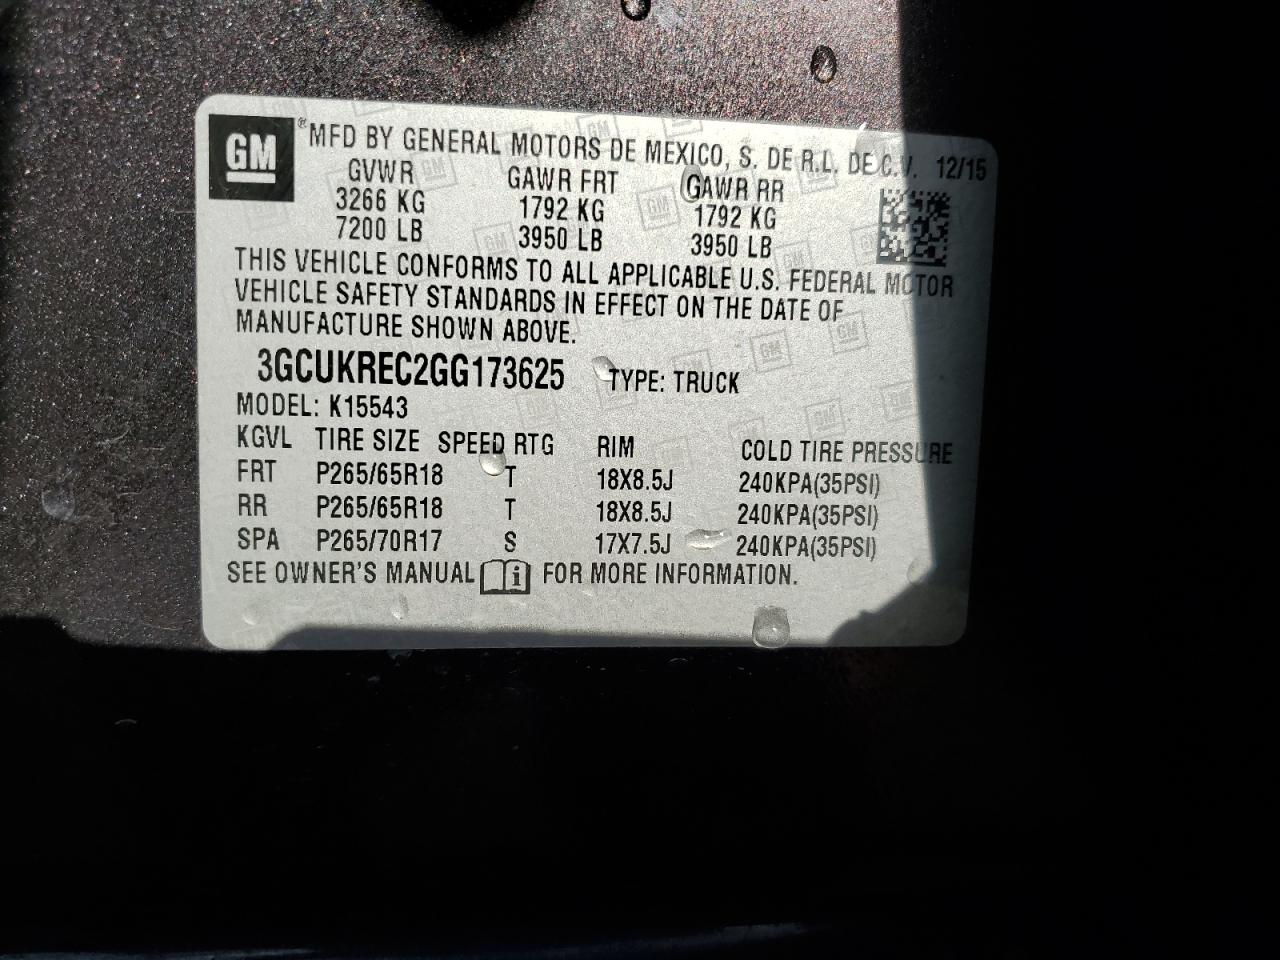 GM ® MFD BY GENERAL MOTORS DE MEXICO, S. DE R.L. DE C.V. 12/15
GVWR GAWR FRT GAWR RR
3266 KG 1792 KG 1792 KG
7200 LB 3950 LB 3950 LB
THIS VEHICLE CONFORMS TO ALL APPLICABLE U.S. FEDERAL MOTOR
VEHICLE SAFETY STANDARDS IN EFFECT ON THE DATE OF
MANUFACTURE SHOWN ABOVE.
3GCUKREC2GG173625 TYPE: TRUCK
MODEL: K15543
KGVL TIRE SIZE SPEED RTG RIM COLD TIRE PRESSURE
FRT P265/65R18 T 18X8.5J 240KPA(35PSI)
RR P265/65R18 T 18X8.5J 240KPA(35PSI)
SPA P265/70R17 S 17X7.5J 240KPA(35PSI)
SEE OWNER'S MANUAL i FOR MORE INFORMATION.